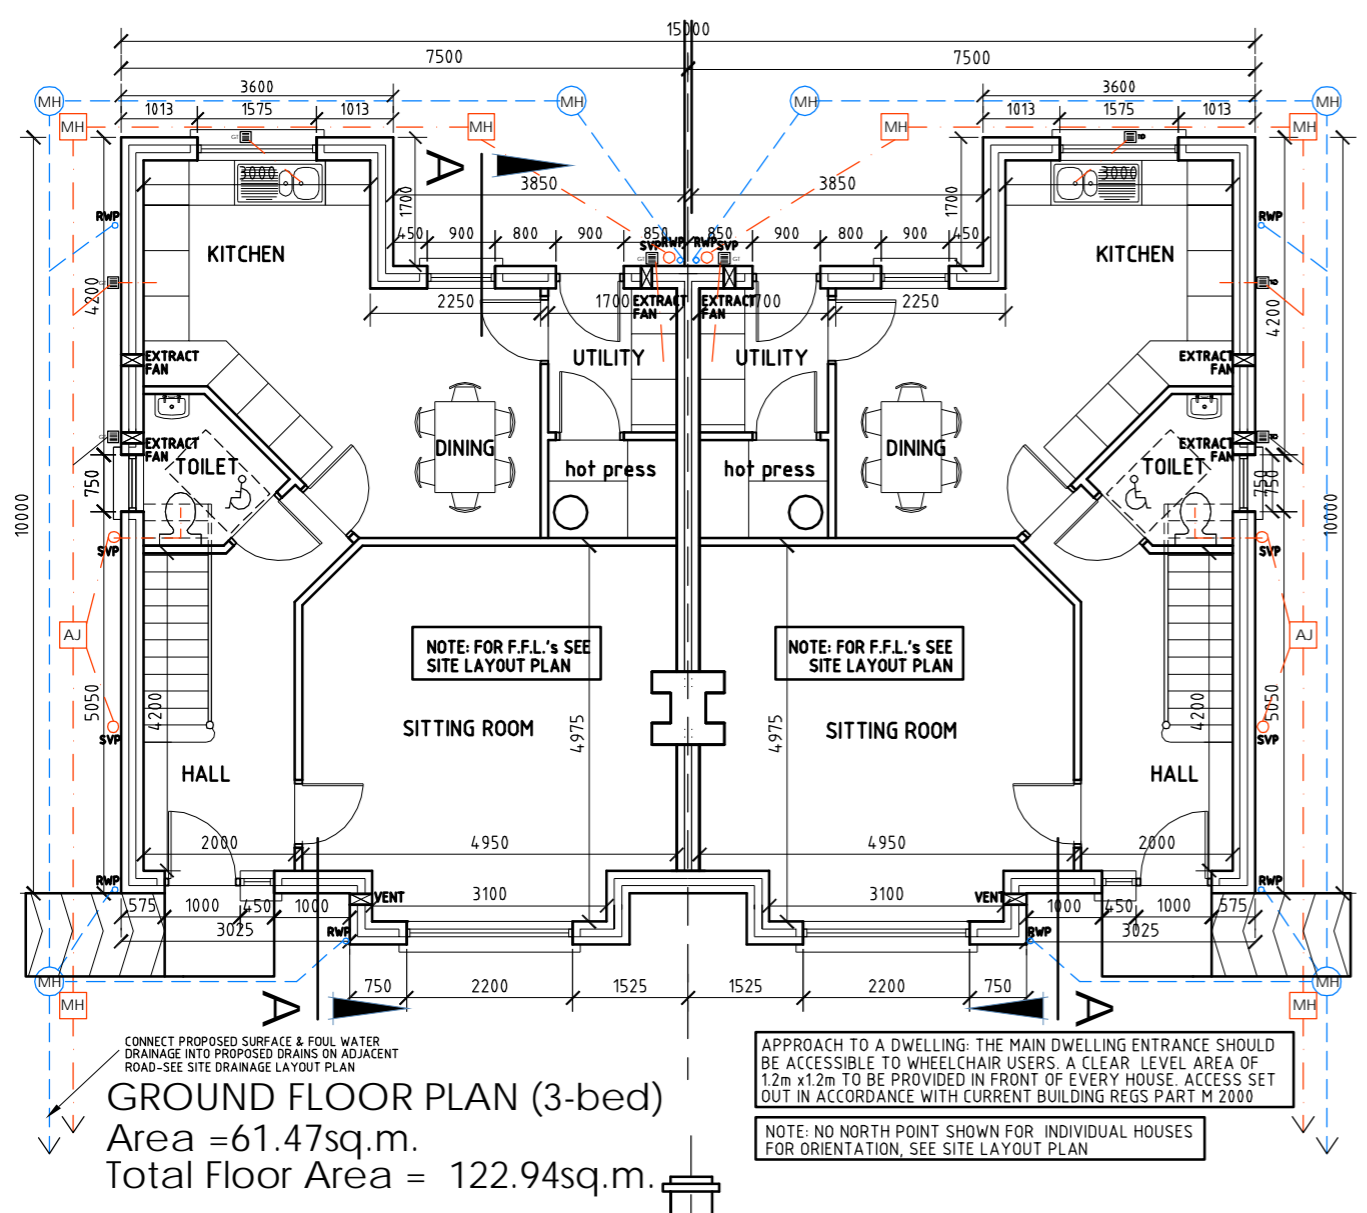 15000
7500
7500
3600
3600
1013
1575
1013
1013
1575
1013
MH
MH
MH
MH
MH
MH
MH
MH
A
3000
3850
3850
3000
1700
1700
RWP
RWP
450
900
800
900
850
850
900
800
900
450
SVP
RWP
RWP
SVP
KITCHEN
KITCHEN
4200
4200
2250
1700
EXTRACT
FAN
EXTRACT
FAN
1700
2250
EXTRACT
FAN
UTILITY
UTILITY
EXTRACT
FAN
EXTRACT
FAN
TOILET
DINING
hot press
hot press
DINING
EXTRACT
FAN
TOILET
750
750
750
10000
10000
SVP
SVP
AJ
AJ
NOTE: FOR F.F.L.'s SEE
SITE LAYOUT PLAN
NOTE: FOR F.F.L.'s SEE
SITE LAYOUT PLAN
5050
4200
4975
4975
4200
5050
SVP
SITTING ROOM
SITTING ROOM
SVP
HALL
HALL
2000
4950
4950
2000
RWP
RWP
VENT
3100
3100
VENT
575
1000
450
1000
1000
450
1000
575
3025
RWP
RWP
3025
MH
MH
MH
MH
750
2200
1525
1525
2200
750
A
A
CONNECT PROPOSED SURFACE & FOUL WATER
DRAINAGE INTO PROPOSED DRAINS ON ADJACENT
ROAD-SEE SITE DRAINAGE LAYOUT PLAN
GROUND FLOOR PLAN (3-bed)
Area =61.47sq.m.
Total Floor Area = 122.94sq.m.
APPROACH TO A DWELLING: THE MAIN DWELLING ENTRANCE SHOULD
BE ACCESSIBLE TO WHEELCHAIR USERS. A CLEAR LEVEL AREA OF
1.2m x1.2m TO BE PROVIDED IN FRONT OF EVERY HOUSE. ACCESS SET
OUT IN ACCORDANCE WITH CURRENT BUILDING REGS PART M 2000
NOTE: NO NORTH POINT SHOWN FOR INDIVIDUAL HOUSES
FOR ORIENTATION, SEE SITE LAYOUT PLAN